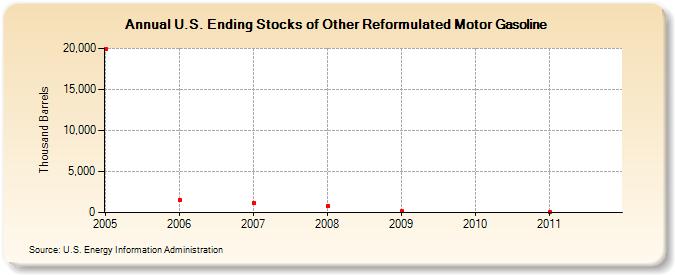 Annual U.S. Ending Stocks of Other Reformulated Motor Gasoline
Thousand Barrels
20,000
15,000
10,000
5,000
0
2005 2006 2007 2008 2009 2010 2011
Source: U.S. Energy Information Administration